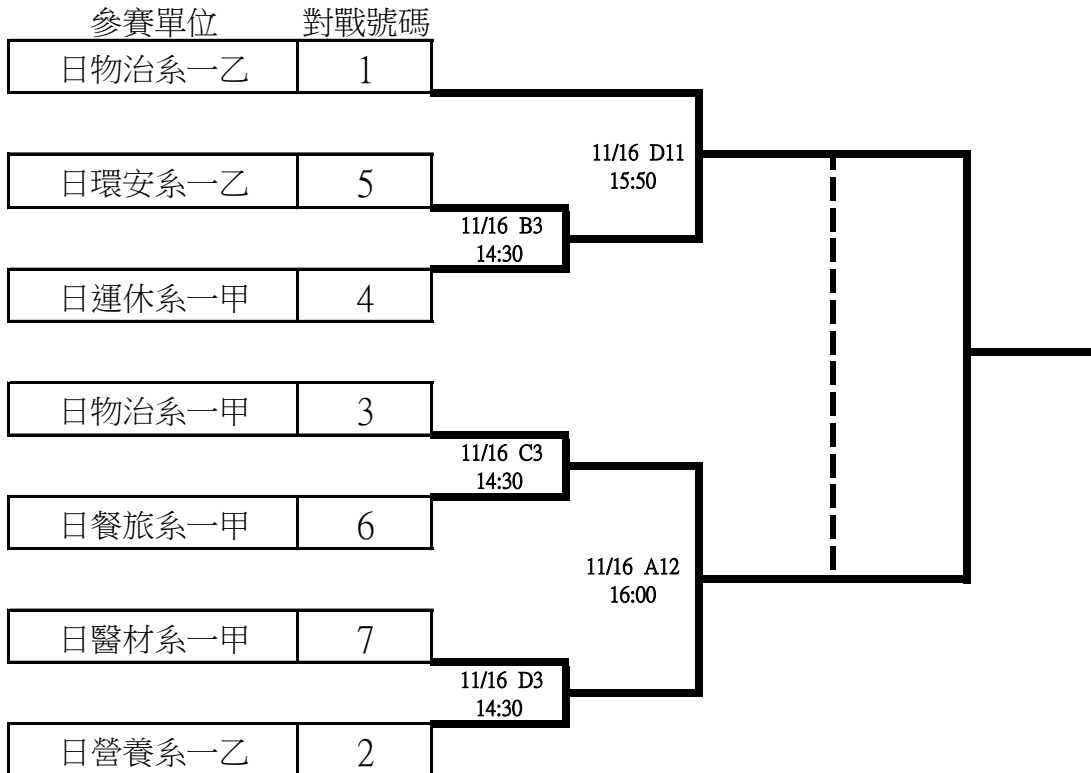 參賽單位 對戰號碼
日物治系一乙 1
11/16 D11
15:50
日環安系一乙 5
11/16 B3
14:30
日運休系一甲 4
日物治系一甲 3
11/16 C3
14:30
日餐旅系一甲 6
11/16 A12
16:00
日醫材系一甲 7
11/16 D3
14:30
日營養系一乙 2